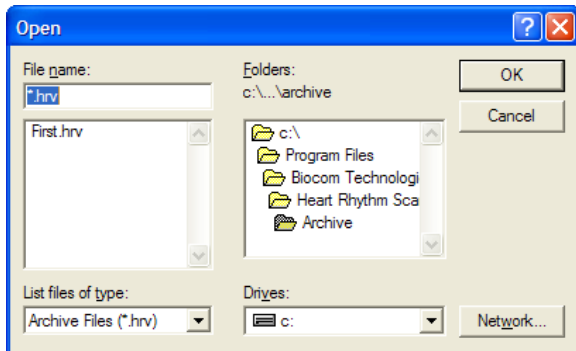 Open
File name:
*.hrv
First.hrv
List files of type:
Archive Files (*.hrv)
Folders:
c:\...\archive
c:\
Program Files
Biocom Technologi
Heart Rhythm Sca
Archive
Drives:
c:
OK
Cancel
Network...